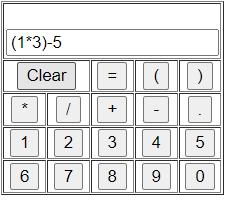 (1*3)-5
Clear = ( )
* / + - .
1 2 3 4 5
6 7 8 9 0